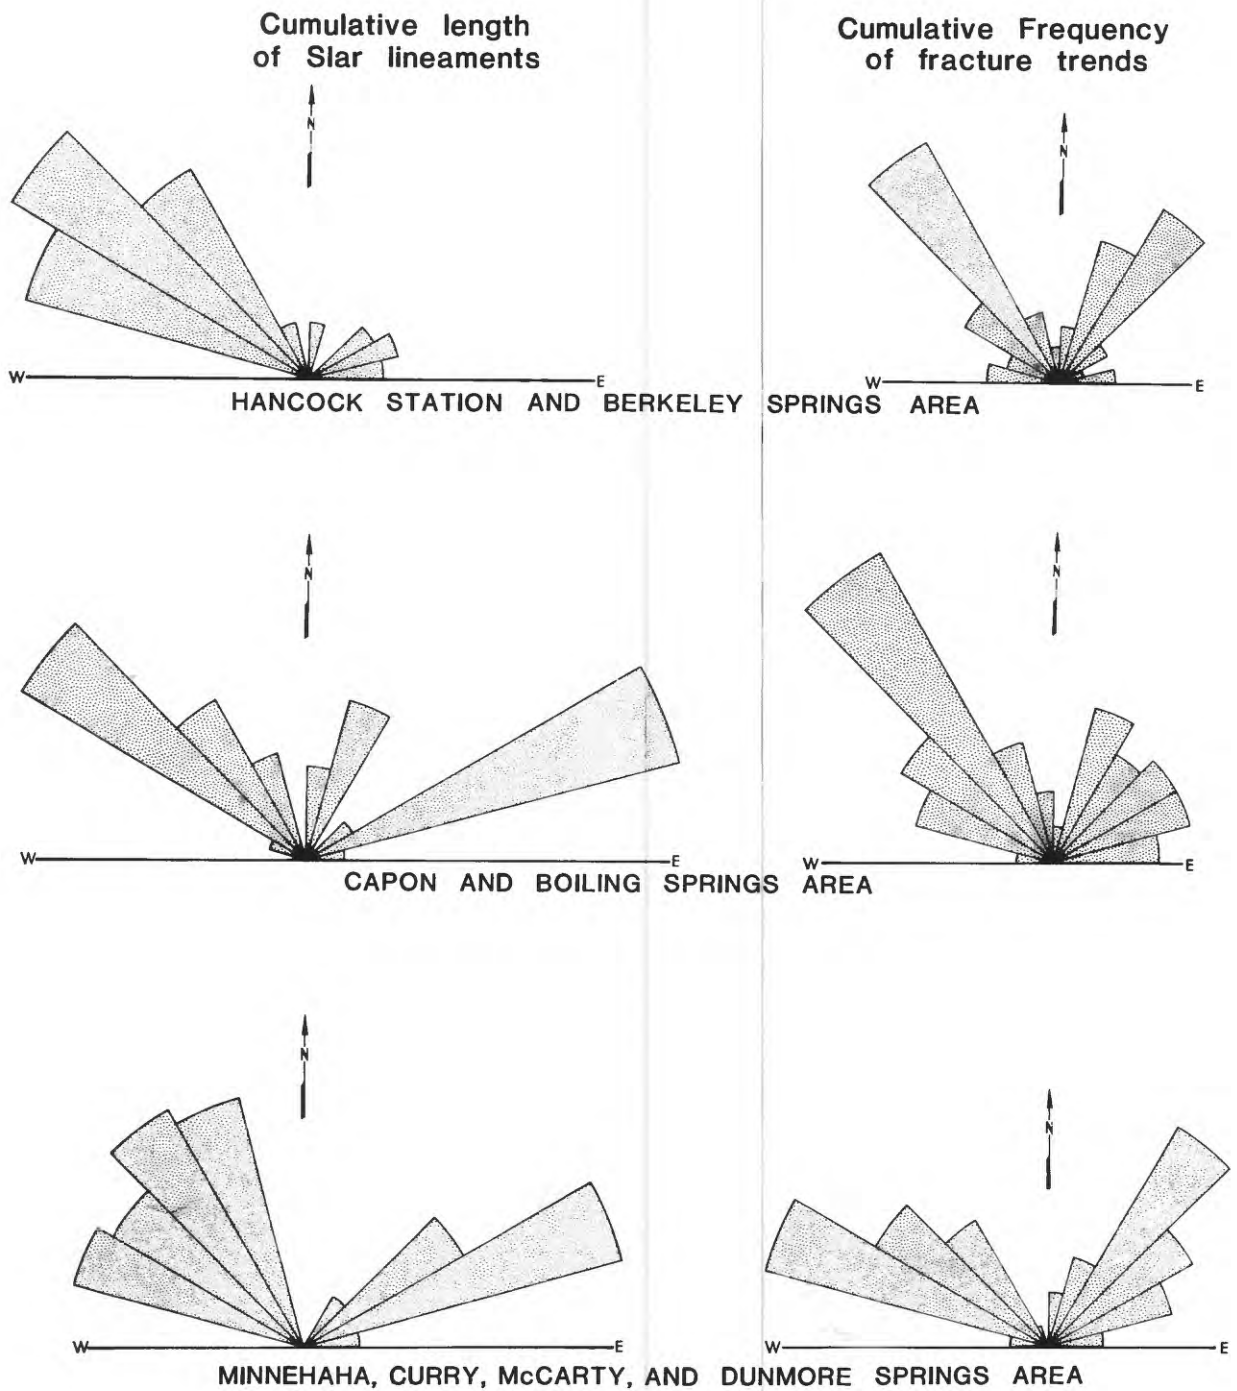 Cumulative length
of Slar lineaments
Cumulative Frequency
of fracture trends
N
N
W
E
W
E
HANCOCK STATION AND BERKELEY SPRINGS AREA
N
N
W
E
W
E
CAPON AND BOILING SPRINGS AREA
N
N
W
E
W
E
MINNEHAHA, CURRY, McCARTY, AND DUNMORE SPRINGS AREA